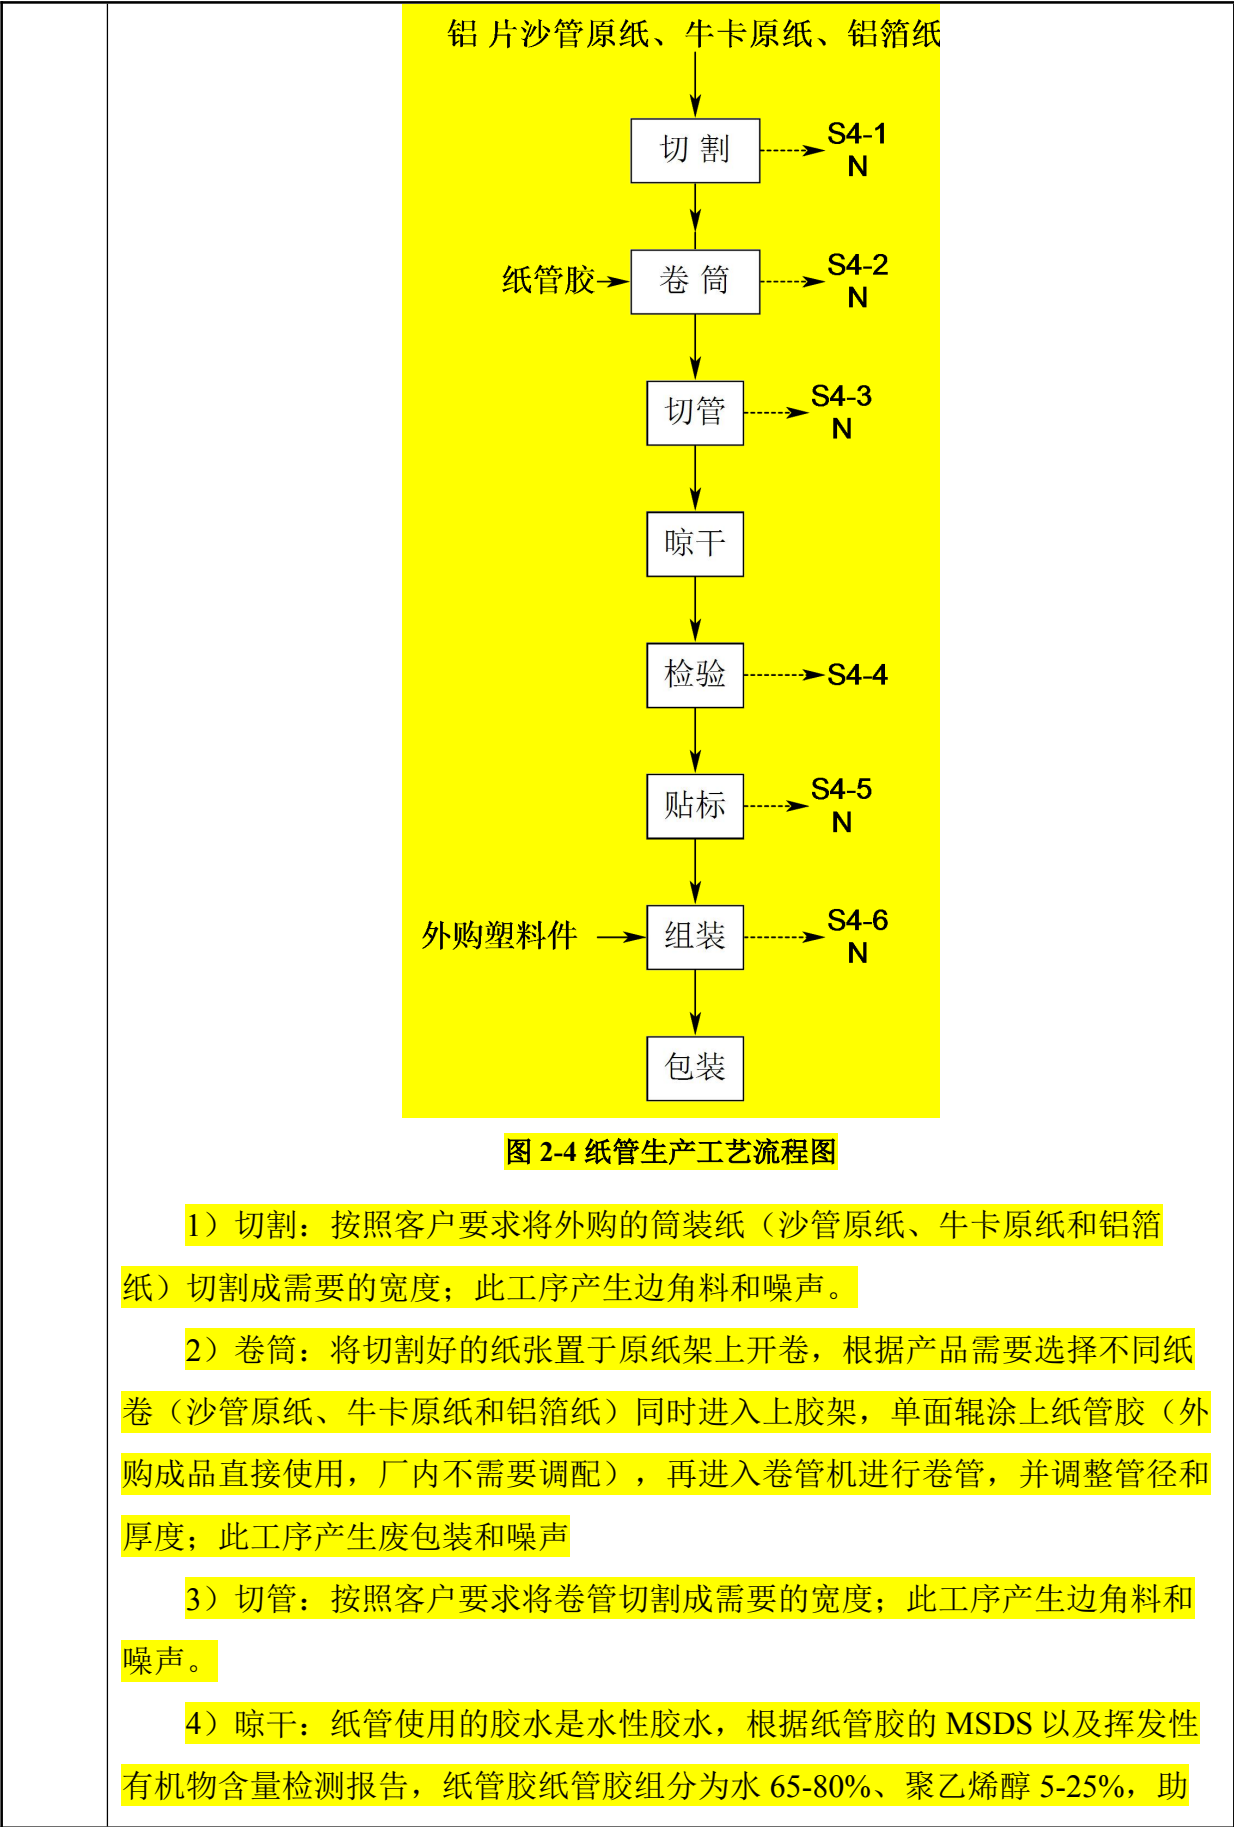 铝 片沙管原纸、牛卡原纸、铝箔纸
切 割
S4-1
N
纸管胶
卷 筒
S4-2
N
切管
S4-3
N
晾干
检验
S4-4
贴标
S4-5
N
外购塑料件
组装
S4-6
N
包装
图 2-4 纸管生产工艺流程图
1）切割：按照客户要求将外购的筒装纸（沙管原纸、牛卡原纸和铝箔
纸）切割成需要的宽度；此工序产生边角料和噪声。
2）卷筒：将切割好的纸张置于原纸架上开卷，根据产品需要选择不同纸
卷（沙管原纸、牛卡原纸和铝箔纸）同时进入上胶架，单面辊涂上纸管胶（外
购成品直接使用，厂内不需要调配），再进入卷管机进行卷管，并调整管径和
厚度；此工序产生废包装和噪声
3）切管：按照客户要求将卷管切割成需要的宽度；此工序产生边角料和
噪声。
4）晾干：纸管使用的胶水是水性胶水，根据纸管胶的 MSDS 以及挥发性
有机物含量检测报告，纸管胶纸管胶组分为水 65-80%、聚乙烯醇 5-25%，助